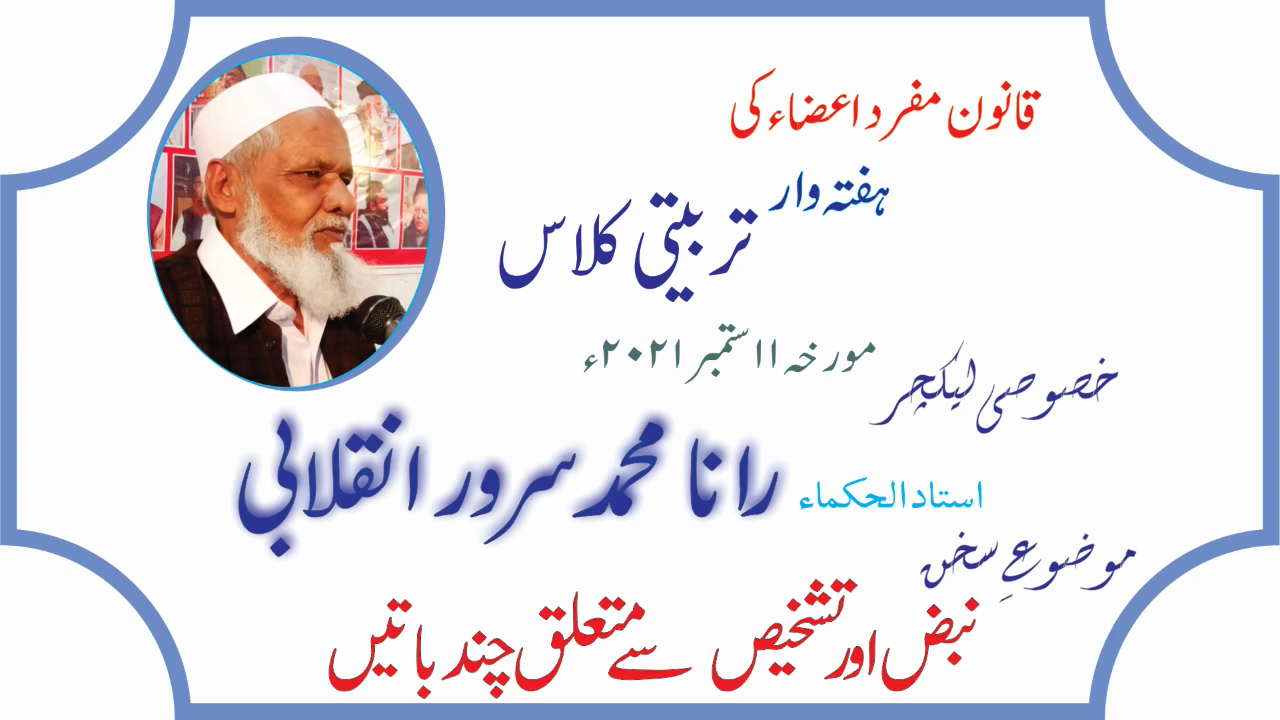 قانون مفرد اعضاء کی
ہفتہ وار
تربیتی کلاس
مورخہ ۱۱ ستمبر ۲۰۲۱ء
خصوصی لیکچر
استاد الحکماء رانا محمد سرور انقلابی
موضوعِ سخن
نبض اور تشخیص سے متعلق چند باتیں